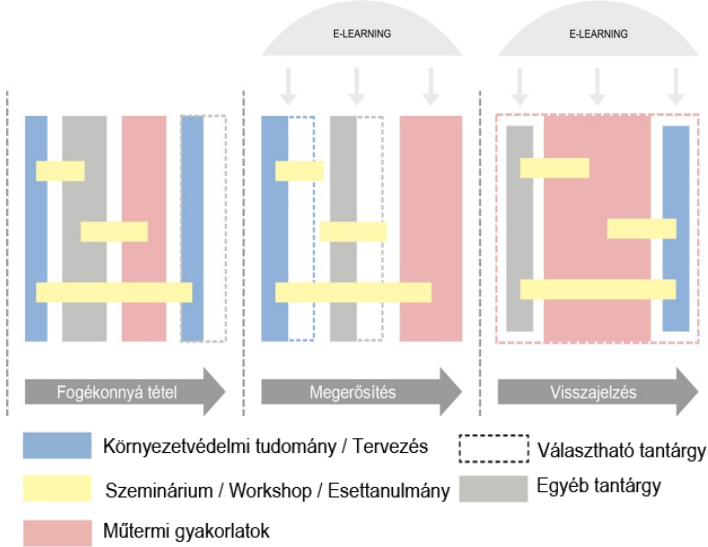 E-LEARNING
E-LEARNING
Fogékonnyá tétel
Megerősítés
Visszajelzés
Környezetvédelmi tudomány / Tervezés
Választható tantárgy
Szeminárium / Workshop / Esettanulmány
Egyéb tantárgy
Műtermi gyakorlatok